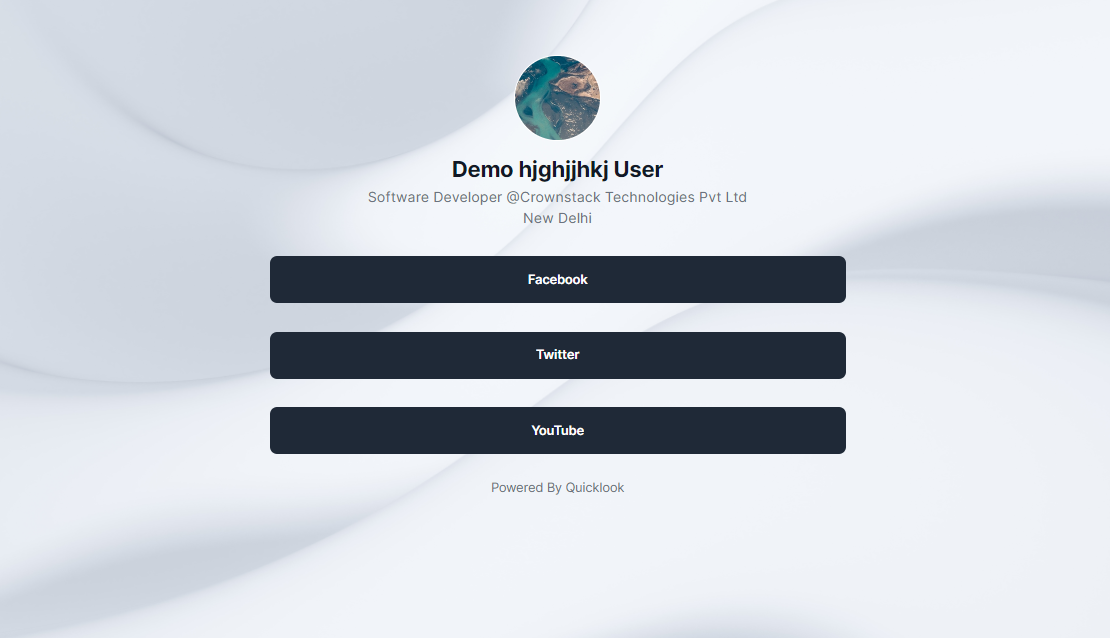 Demo hjghjjhkj User
Software Developer @Crownstack Technologies Pvt Ltd
New Delhi
Facebook
Twitter
YouTube
Powered By Quicklook